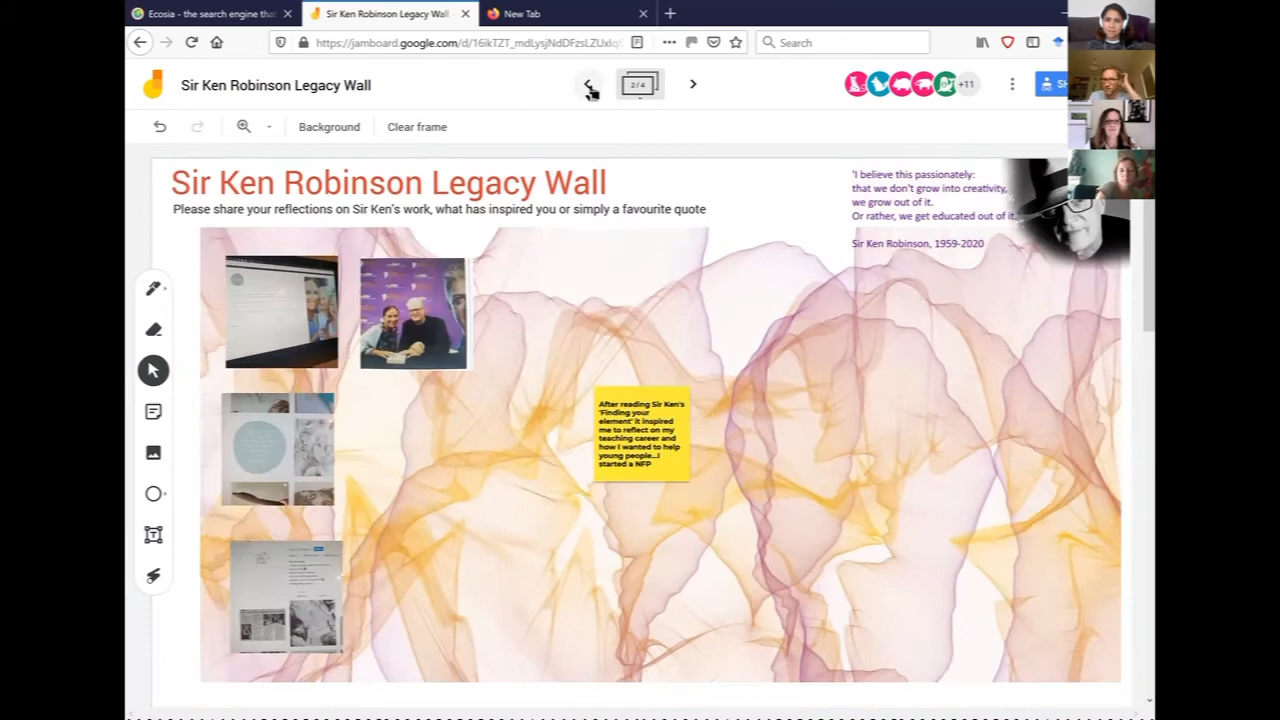 Ecosia - the search engine that
Sir Ken Robinson Legacy Wall
New Tab
Search
Sir Ken Robinson Legacy Wall
2/4
+11
Background
Clear frame
Sir Ken Robinson Legacy Wall
Please share your reflections on Sir Ken's work, what has inspired you or simply a favourite quote
'I believe this passionately:
that we don't grow into creativity,
we grow out of it.
Or rather, we get educated out of it.
Sir Ken Robinson, 1959-2020
After reading Sir Ken's
'Finding your
element' it inspired
me to reflect on my
teaching career and
how I wanted to help
young people...I
started a NFP